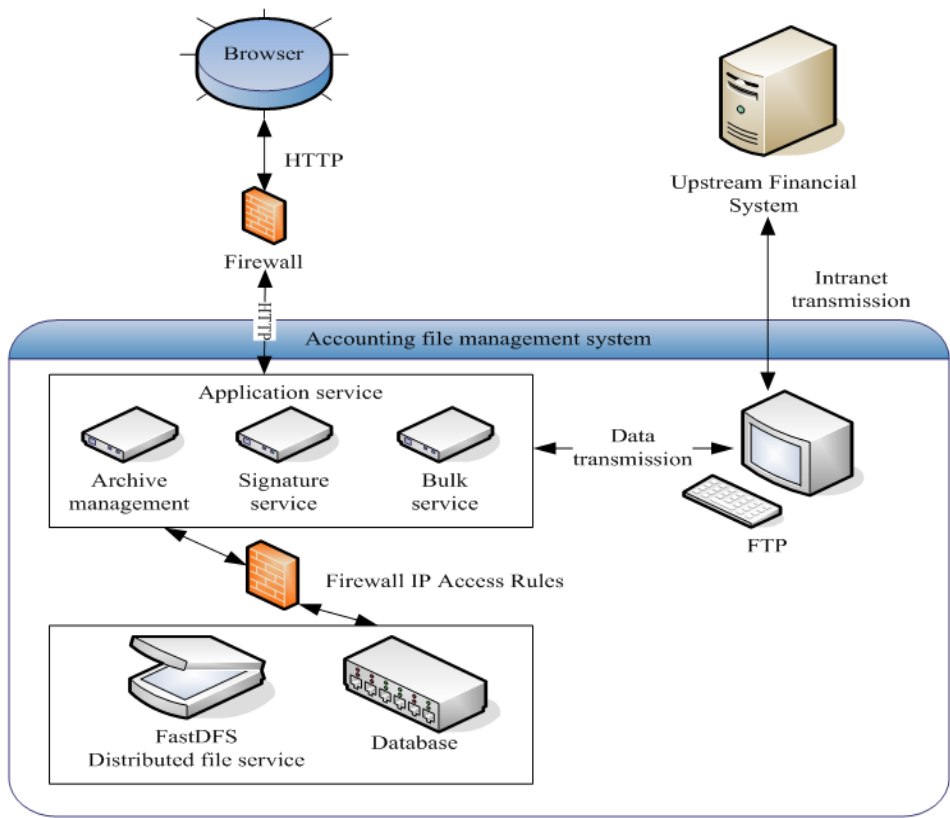 Browser
HTTP
Upstream Financial
System
Firewall
HTTP
Intranet
transmission
Accounting file management system
Application service
Archive
management
Signature
service
Bulk
service
Data
transmission
FTP
Firewall IP Access Rules
FastDFS
Distributed file service
Database